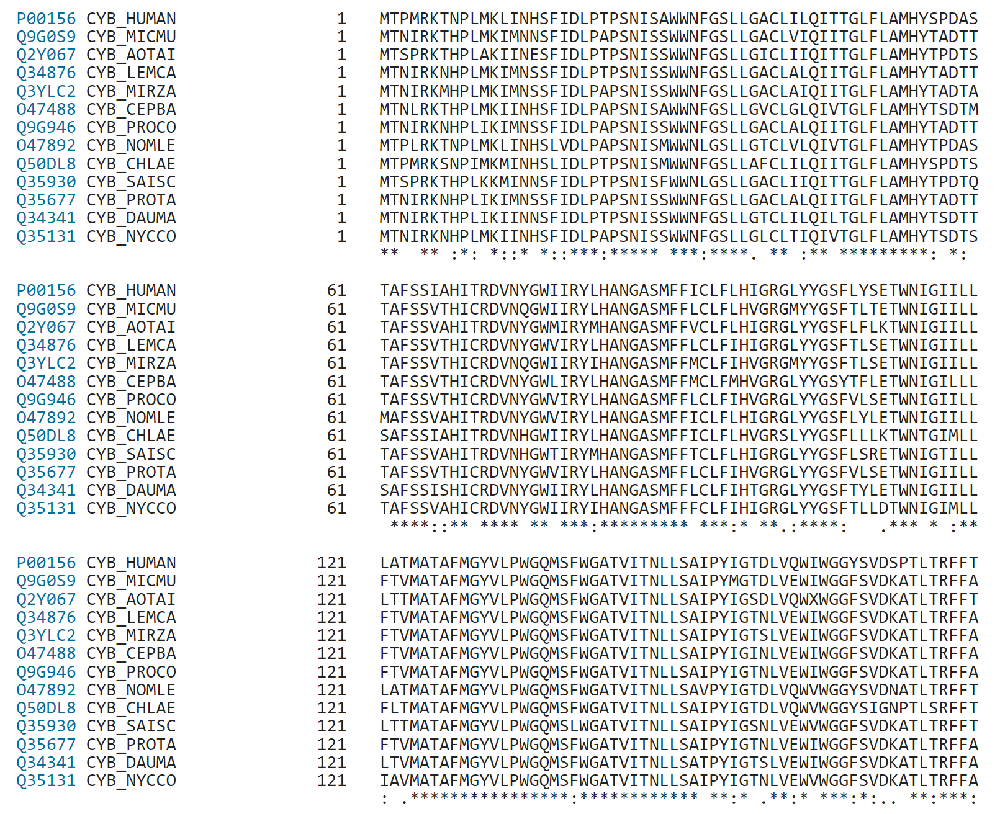 P00156 CYB_HUMAN 1 MTPMRKTNPLMKLINHSFIDLPTPSNISAWWNFGSLLGACLILQITTGLFLAMHYSPDAS
Q9G0S9 CYB_MICMU 1 MTNIRKTHPLMKIMNNSFIDLPAPSNISSWWNFGSLLGACLVIQIITGLFLAMHYTADTT
Q2Y067 CYB_AOTAI 1 MTSPRKTHPLAKIINESFIDLPTPSNISSWWNFGSLLGICLIIQITTGLFLAMHYTPDTS
Q34876 CYB_LEMCA 1 MTNIRKNHPLMKIMNSSFIDLPTPSNISSWWNFGSLLGACLALQIITGLFLAMHYTADTT
Q3YLC2 CYB_MIRZA 1 MTNIRKMHPLMKIMNSSFIDLPAPSNISSWWNFGSLLGACLAIQIITGLFLAMHYTADTA
O47488 CYB_CEPBA 1 MTNLRKTHPLMKIINHSFIDLPAPSNISAWWNFGSLLGVCLGLQIVTGLFLAMHYTSDTM
Q9G946 CYB_PROCO 1 MTNIRKNHPLIKIMNSSFIDLPAPSNISSWWNFGSLLGACLALQIITGLFLAMHYTADTT
O47892 CYB_NOMLE 1 MTPLRKTNPLMKLINHSLVDLPAPSNISMWWNLGSLLGTCLVLQIVTGLFLAMHYTPDAS
Q50DL8 CYB_CHLAE 1 MTPMRKSNPIMKMINHSLIDLPTPSNISMWWNFGSLLAFCLILQIITGLFLAMHYSPDTS
Q35930 CYB_SAISC 1 MTSPRKTHPLKKMINNSFIDLPTPSNISFWWNLGSLLGACLIIQITTGLFLAMHYTPDTQ
Q35677 CYB_PROTA 1 MTNIRKNHPLIKIMNSSFIDLPAPSNISSWWNFGSLLGACLALQIITGLFLAMHYTADTT
Q34341 CYB_DAUMA 1 MTNIRKTHPLIKIINNSFIDLPTPSNISSWWNFGSLLGTCLILQILTGLFLAMHYTSDTT
Q35131 CYB_NYCCO 1 MTNIRKNHPLMKIINHSFIDLPAPSNISSWWNFGSLLGLCLTIQIVTGLFLAMHYTSDTS
**  ** :*: *::* *::***:***** ***:****. ** :** *********: *:
P00156 CYB_HUMAN 61 TAFSSIAHITRDVNYGWIIRYLHANGASMFFICLFLHIGRGLYYGSFLYSETWNIGIILL
Q9G0S9 CYB_MICMU 61 TAFSSVTHICRDVNQGWIIRYLHANGASMFFLCLFLHVGRGMYYGSFTLTETWNIGIILL
Q2Y067 CYB_AOTAI 61 TAFSSVAHITRDVNYGWMIRYMHANGASMFFVCLFLHIGRGLYYGSFLFLKTWNIGIILL
Q34876 CYB_LEMCA 61 TAFSSVTHICRDVNYGWVIRYLHANGASMFFLCLFIHIGRGLYYGSFTLSETWNIGIILL
Q3YLC2 CYB_MIRZA 61 TAFSSVTHICRDVNQGWIIRYIHANGASMFFMCLFIHVGRGMYYGSFTLSETWNIGIILL
O47488 CYB_CEPBA 61 TAFSSVTHICRDVNYGWLIRYLHANGASMFFMCLFMHVGRGLYYGSYTFLETWNIGILLL
Q9G946 CYB_PROCO 61 TAFSSVTHICRDVNYGWVIRYLHANGASMFFLCLFIHVGRGLYYGSFVLSETWNIGIILL
O47892 CYB_NOMLE 61 MAFSSVAHITRDVNYGWVIRYLHANGASMFFICLFLHIGRGLYYGSFLYLETWNIGIILL
Q50DL8 CYB_CHLAE 61 SAFSSIAHITRDVNHGWIIRYLHANGASMFFICLFLHVGRSLYYGSFLLLKTWNTGIMLL
Q35930 CYB_SAISC 61 TAFSSVAHITRDVNHGWTIRYMHANGASMFFTCLFLHIGRGLYYGSFLSRETWNIGTILL
Q35677 CYB_PROTA 61 TAFSSVTHICRDVNYGWVIRYLHANGASMFFLCLFIHVGRGLYYGSFVLSETWNIGIILL
Q34341 CYB_DAUMA 61 SAFSSISHICRDVNYGWIIRYLHANGASMFFLCLFIHTGRGLYYGSFTYLETWNIGIILL
Q35131 CYB_NYCCO 61 TAFSSVAHICRDVNYGWIIRYIHANGASMFFFCLFIHIGRGLYYGSFTLLDTWNIGIMLL
****::** **** ** ***:********* ***:* **.:****:   .*** * :**
P00156 CYB_HUMAN 121 LATMATAFMGYVLPWGQMSFWGATVITNLLSAIPYIGTDLVQWIWGGYSVDSPTLTRFFT
Q9G0S9 CYB_MICMU 121 FTVMATAFMGYVLPWGQMSFWGATVITNLLSAIPYMGTDLVEWIWGGFSVDKATLTRFFA
Q2Y067 CYB_AOTAI 121 LTTMATAFMGYVLPWGQMSFWGATVITNLLSAIPYIGSDLVQWXWGGFSVDKATLTRFFT
Q34876 CYB_LEMCA 121 FTVMATAFMGYVLPWGQMSFWGATVITNLLSAIPYIGTNLVEWIWGGFSVDKATLTRFFA
Q3YLC2 CYB_MIRZA 121 FTVMATAFMGYVLPWGQMSFWGATVITNLLSAIPYIGTSLVEWIWGGFSVDKATLTRFFA
O47488 CYB_CEPBA 121 FTVMATAFMGYVLPWGQMSFWGATVITNLLSAIPYIGINLVEWIWGGFSVDKATLTRFFA
Q9G946 CYB_PROCO 121 FTVMATAFMGYVLPWGQMSFWGATVITNLLSAIPYIGTNLVEWIWGGFSVDKATLTRFFA
O47892 CYB_NOMLE 121 LATMATAFMGYVLPWGQMSFWGATVITNLLSAVPYIGTDLVQWVWGGYSVDNATLTRFFT
Q50DL8 CYB_CHLAE 121 FLTMATAFMGYVLPWGQMSFWGATVITNLLSAIPYIGTDLVQWVWGGYSIGNPTLSRFFT
Q35930 CYB_SAISC 121 LTTMATAFMGYVLPWGQMSLWGATVITNLLSAIPYIGSNLVEWVWGGFSVDKATLTRFFT
Q35677 CYB_PROTA 121 FTVMATAFMGYVLPWGQMSFWGATVITNLLSAIPYIGTNLVEWIWGGFSVDKATLTRFFA
Q34341 CYB_DAUMA 121 LTVMATAFMGYVLPWGQMSFWGATVITNLLSATPYIGTSLVEWIWGGFSVDKATLTRFFA
Q35131 CYB_NYCCO 121 IAVMATAFMGYVLPWGQMSFWGATVITNLLSAIPYIGTNLVEWVWGGFSVDKATLTRFFA
: .****************:************ **:* .**:* ***:*:.. **:***: